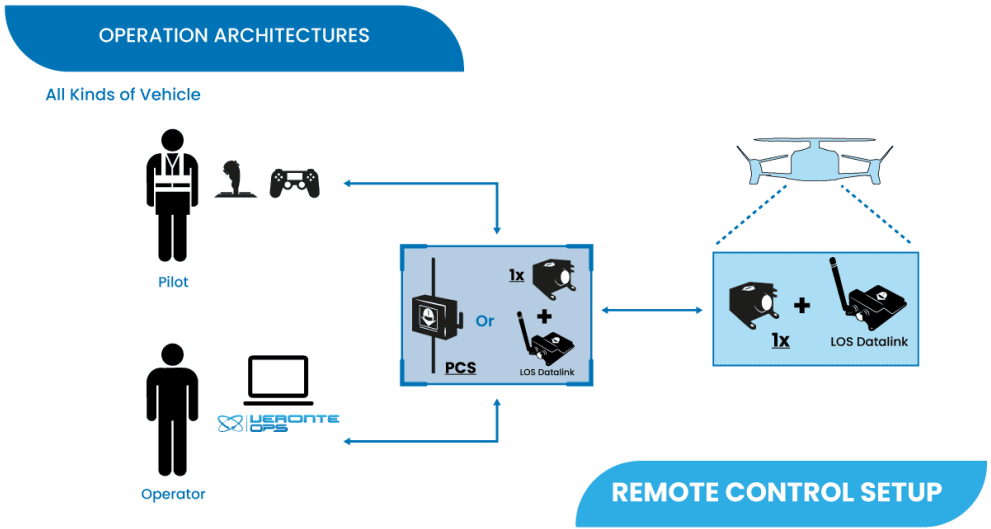 OPERATION ARCHITECTURES
All Kinds of Vehicle
Pilot
1x
+
Or
PCS
LOS Datalink
+
1x
LOS Datalink
VERONTE
OPS
Operator
REMOTE CONTROL SETUP